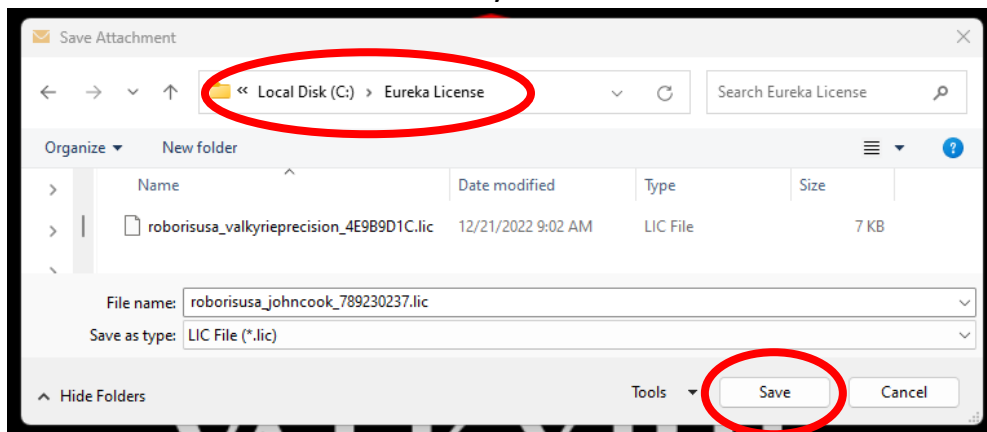 Save Attachment
« Local Disk (C:) > Eureka License
Search Eureka License
Organize New folder
Name Date modified Type Size
roborisusa_valkyrieprecision_4E9B9D1C.lic 12/21/2022 9:02 AM LIC File 7 KB
File name: roborisusa_johncook_789230237.lic
Save as type: LIC File (*.lic)
Hide Folders Tools Save Cancel